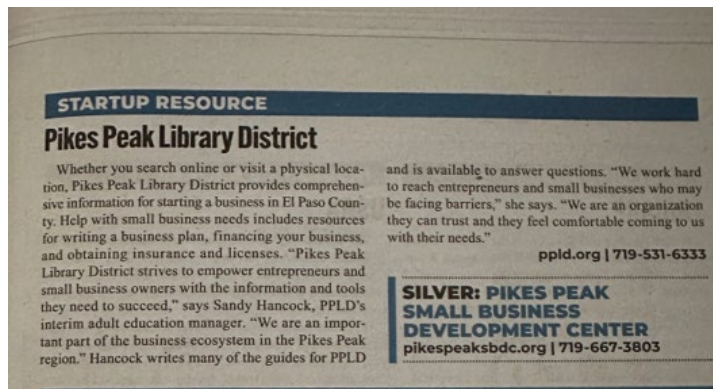 STARTUP RESOURCE
Pikes Peak Library District
Whether you search online or visit a physical loca-
tion, Pikes Peak Library District provides comprehen-
sive information for starting a business in El Paso Coun-
ty. Help with small business needs includes resources
for writing a business plan, financing your business,
and obtaining insurance and licenses. “Pikes Peak
Library District strives to empower entrepreneurs and
small business owners with the information and tools
they need to succeed,” says Sandy Hancock, PPLD’s
interim adult education manager. “We are an impor-
tant part of the business ecosystem in the Pikes Peak
region.” Hancock writes many of the guides for PPLD
and is available to answer questions. “We work hard
to reach entrepreneurs and small businesses who may
be facing barriers,” she says. “We are an organization
they can trust and they feel comfortable coming to us
with their needs.”
ppld.org | 719-531-6333
SILVER: PIKES PEAK
SMALL BUSINESS
DEVELOPMENT CENTER
pikespeaksbdc.org | 719-667-3803